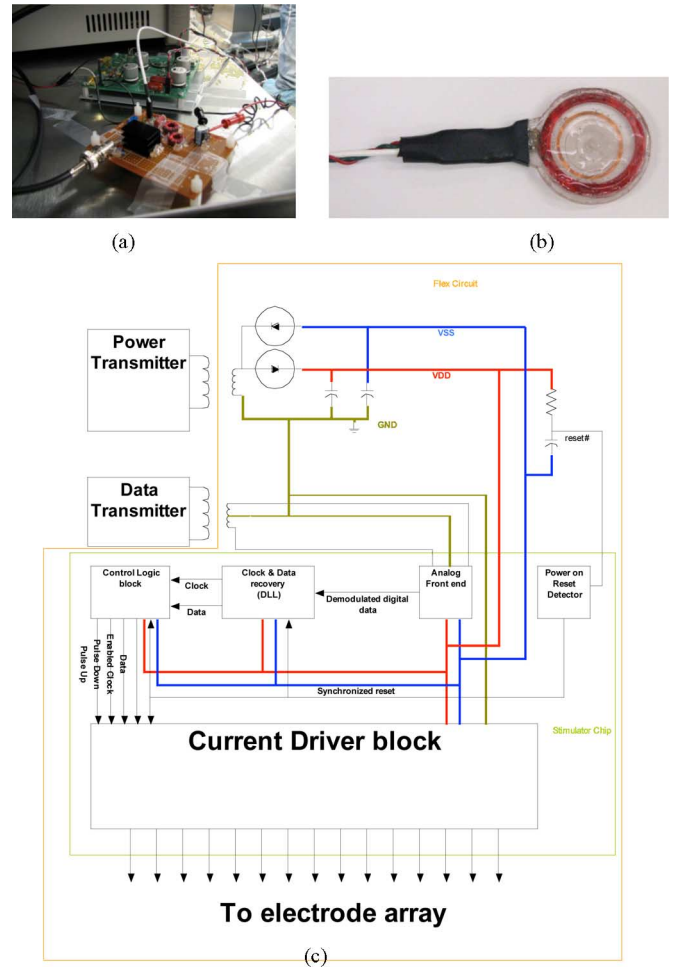 (a)
(b)
Flex Circuit
Power
Transmitter
VSS
VDD
GND
reset#
Data
Transmitter
Control Logic
block
Clock
Data
Clock & Data
recovery
(DLL)
Demodulated digital
data
Analog
Front end
Power on
Reset
Detector
Pulse Up
Pulse Down
Enabled Clock
Data
Synchronized reset
Current Driver block
Stimulator Chip
To electrode array
(c)